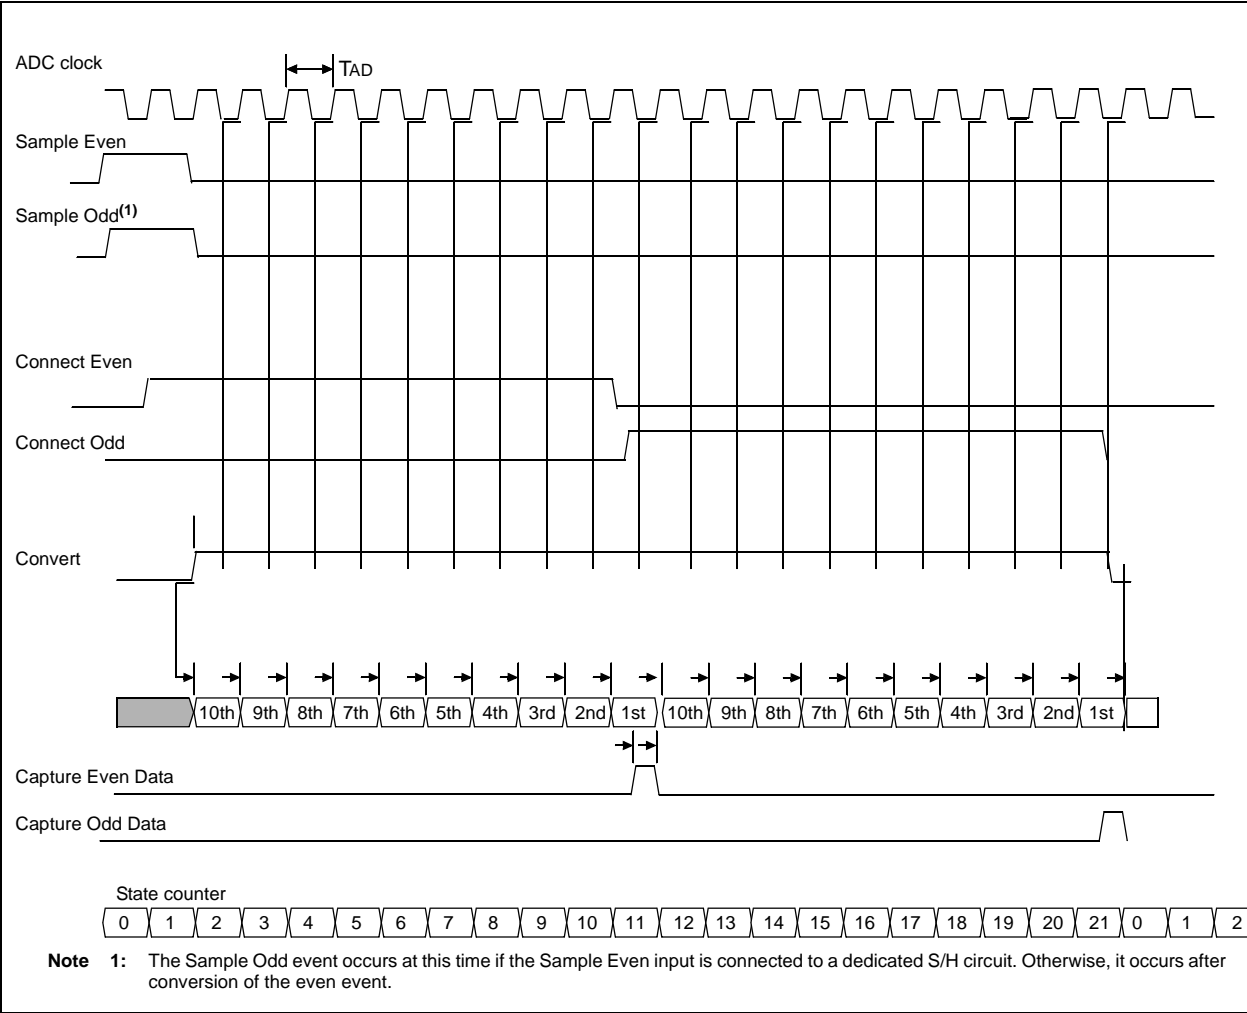 ADC clock
TAD
Sample Even
Sample Odd(1)
Connect Even
Connect Odd
Convert
10th 9th 8th 7th 6th 5th 4th 3rd 2nd 1st 10th 9th 8th 7th 6th 5th 4th 3rd 2nd 1st
Capture Even Data
Capture Odd Data
State counter
0 1 2 3 4 5 6 7 8 9 10 11 12 13 14 15 16 17 18 19 20 21 0 1 2
Note 1: The Sample Odd event occurs at this time if the Sample Even input is connected to a dedicated S/H circuit. Otherwise, it occurs after
conversion of the even event.